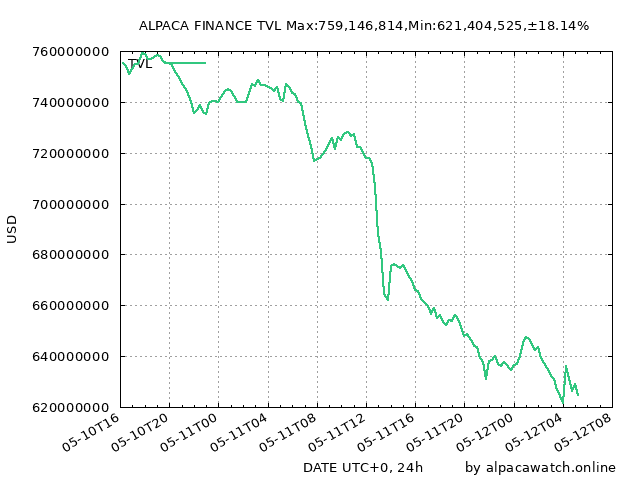 ALPACA FINANCE TVL Max:759,146,814,Min:621,404,525,±18.14%
760000000
TVL
740000000
720000000
700000000
USD
680000000
660000000
640000000
620000000
05-10T16 05-10T20 05-11T00 05-11T04 05-11T08 05-11T12 05-11T16 05-11T20 05-12T00 05-12T04 05-12T08
DATE UTC+0, 24h by alpacawatch.online